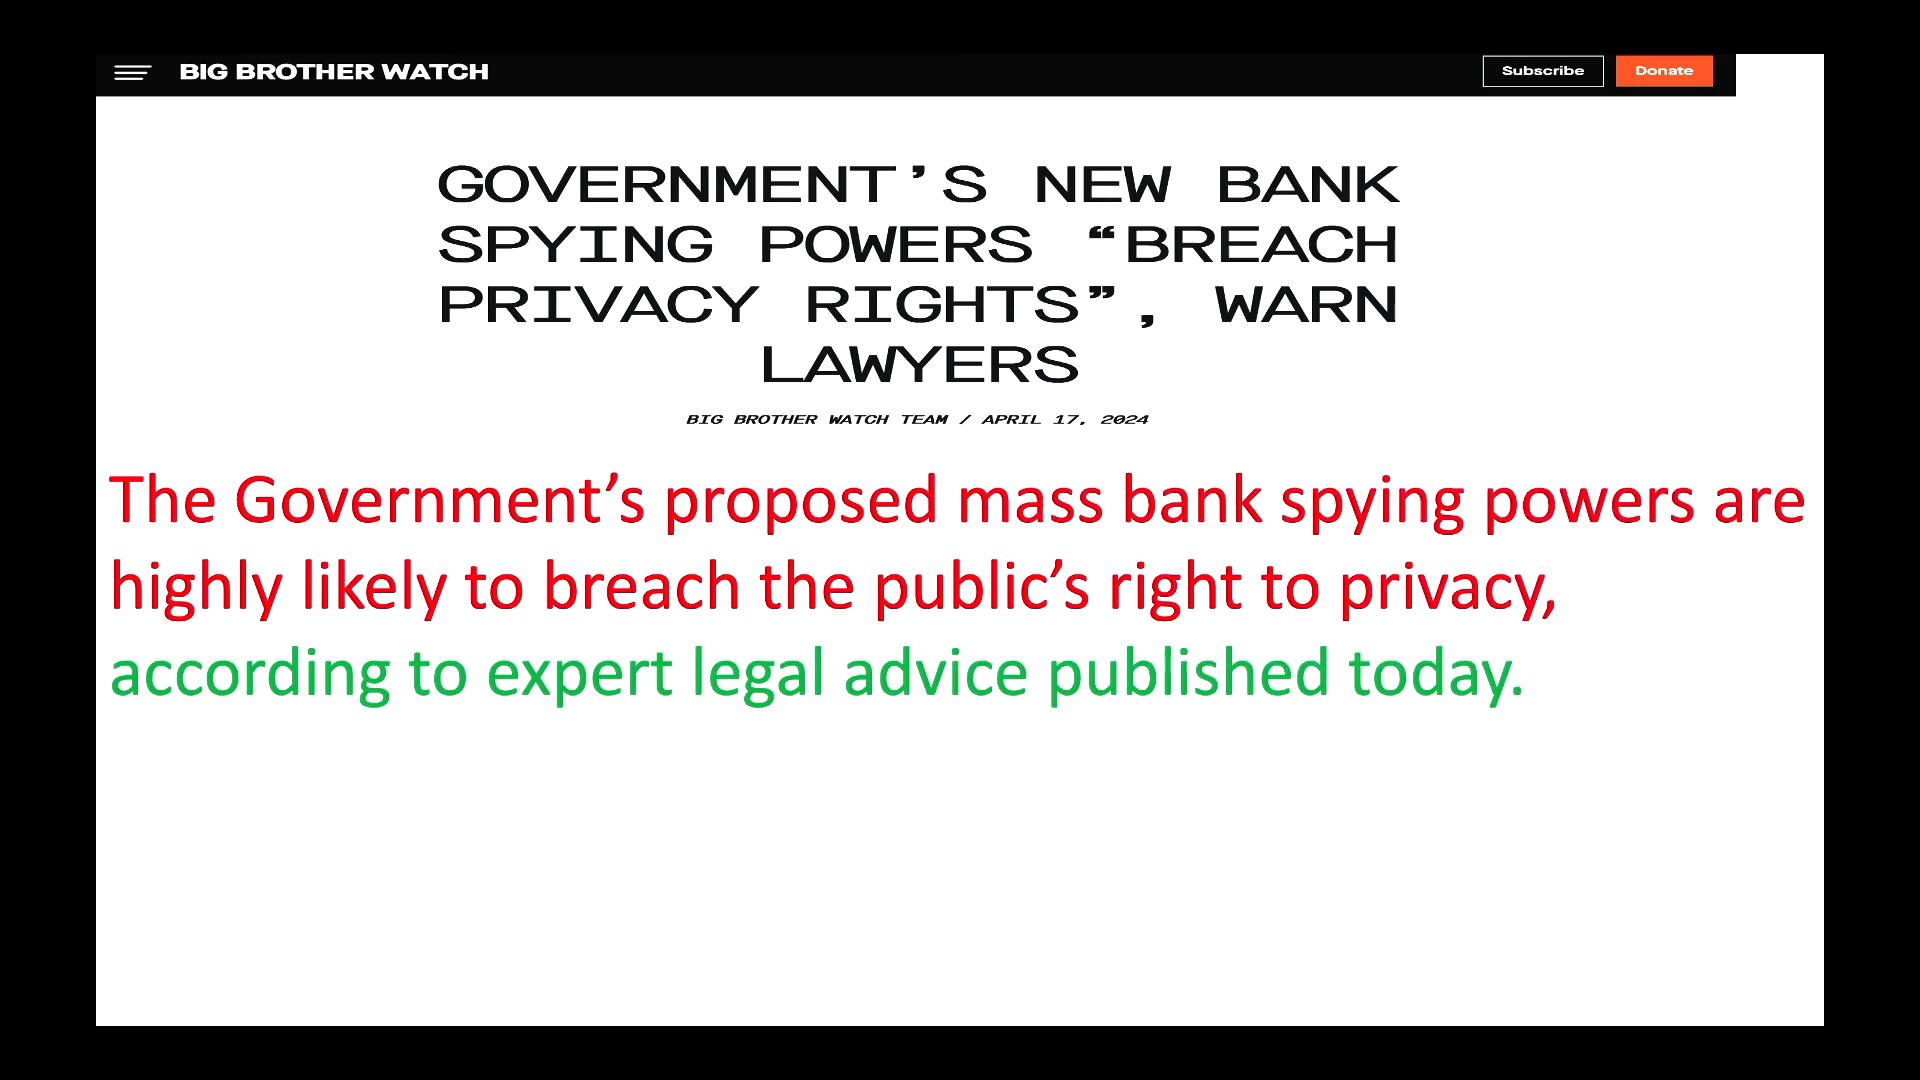 BIG BROTHER WATCH
Subscribe
Donate
GOVERNMENT’S NEW BANK
SPYING POWERS “BREACH
PRIVACY RIGHTS”, WARN
LAWYERS
BIG BROTHER WATCH TEAM / APRIL 17, 2024
The Government’s proposed mass bank spying powers are
highly likely to breach the public’s right to privacy,
according to expert legal advice published today.